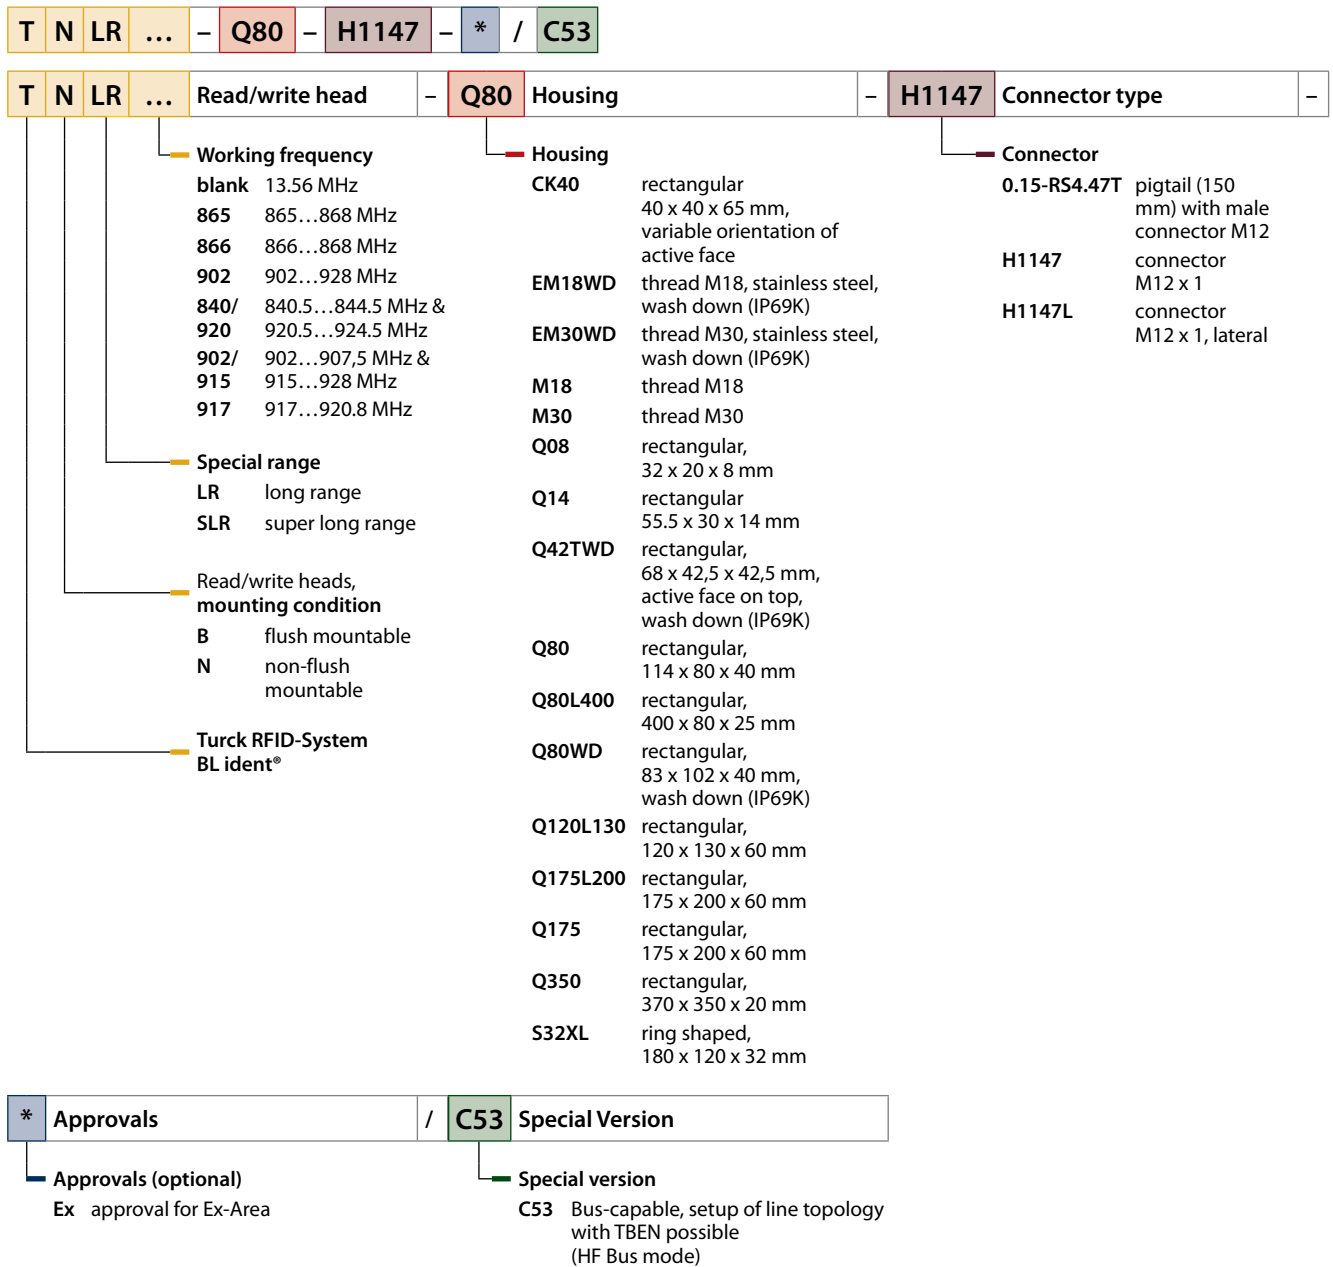 T N LR … – Q80 – H1147 – * / C53
T N LR … Read/write head – Q80 Housing – H1147 Connector type –
Working frequency
blank 13.56 MHz
865 865…868 MHz
866 866…868 MHz
902 902…928 MHz
840/ 840.5…844.5 MHz &
920 920.5…924.5 MHz
902/ 902…907,5 MHz &
915 915…928 MHz
917 917…920.8 MHz
Special range
LR long range
SLR super long range
Read/write heads,
mounting condition
B flush mountable
N non-flush
mountable
Turck RFID-System
BL ident®
Housing
CK40 rectangular
40 x 40 x 65 mm,
variable orientation of
active face
EM18WD thread M18, stainless steel,
wash down (IP69K)
EM30WD thread M30, stainless steel,
wash down (IP69K)
M18 thread M18
M30 thread M30
Q08 rectangular,
32 x 20 x 8 mm
Q14 rectangular
55.5 x 30 x 14 mm
Q42TWD rectangular,
68 x 42,5 x 42,5 mm,
active face on top,
wash down (IP69K)
Q80 rectangular,
114 x 80 x 40 mm
Q80L400 rectangular,
400 x 80 x 25 mm
Q80WD rectangular,
83 x 102 x 40 mm,
wash down (IP69K)
Q120L130 rectangular,
120 x 130 x 60 mm
Q175L200 rectangular,
175 x 200 x 60 mm
Q175 rectangular,
175 x 200 x 60 mm
Q350 rectangular,
370 x 350 x 20 mm
S32XL ring shaped,
180 x 120 x 32 mm
Connector
0.15-RS4.47T pigtail (150
mm) with male
connector M12
H1147 connector
M12 x 1
H1147L connector
M12 x 1, lateral
* Approvals / C53 Special Version
Approvals (optional)
Ex approval for Ex-Area
Special version
C53 Bus-capable, setup of line topology
with TBEN possible
(HF Bus mode)